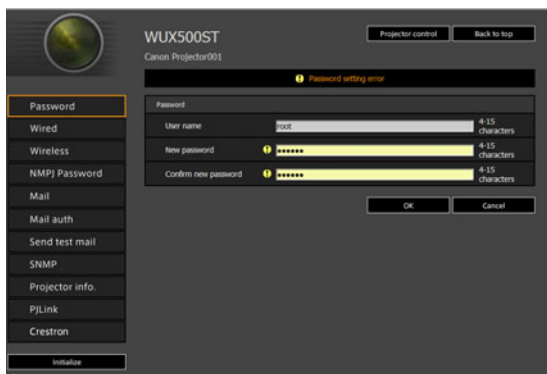 WUX500ST
Projector control
Back to top
Canon Projector001
Password setting error
Password
Wired
Wireless
NMPJ Password
Mail
Mail auth
Send test mail
SNMP
Projector info.
PJLink
Crestron
Initialize
Password
User name
root
4-15
characters
New password
••••••
4-15
characters
Confirm new password
••••••
4-15
characters
OK
Cancel